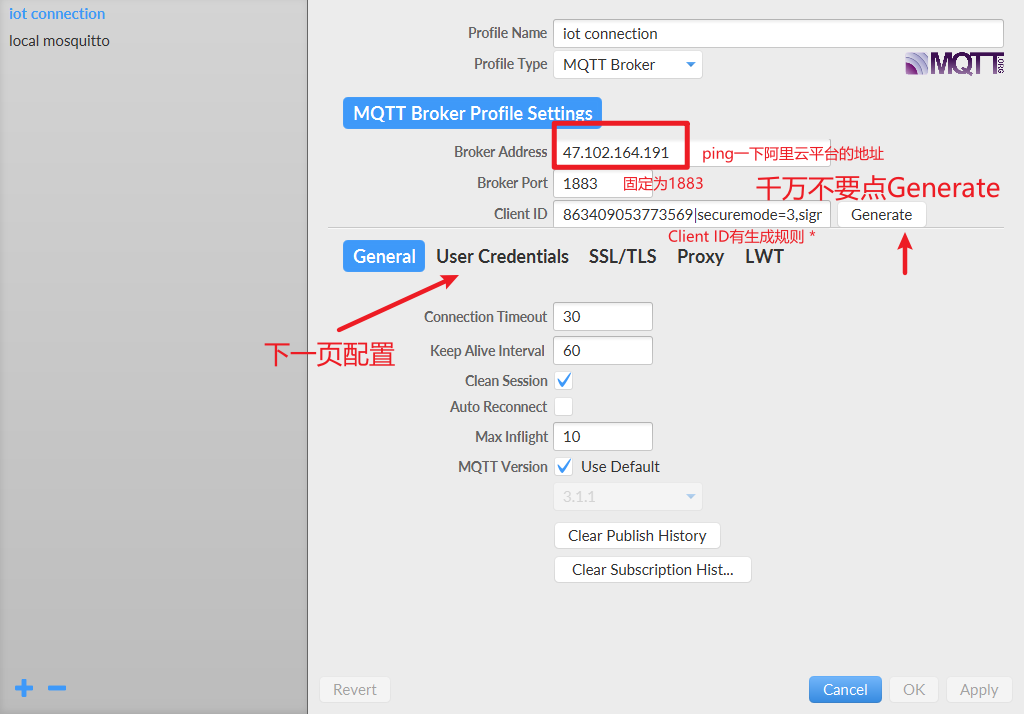 iot connection
local mosquitto
Profile Name iot connection
Profile Type MQTT Broker
MQTT.ORG
MQTT Broker Profile Settings
Broker Address 47.102.164.191 ping一下阿里云平台的地址
Broker Port 1883 固定为1883 千万不要点Generate
Client ID 863409053773569|securemode=3,sigr Generate
Client ID有生成规则 *
General User Credentials SSL/TLS Proxy LWT
Connection Timeout 30
下一页配置
Keep Alive Interval 60
Clean Session
Auto Reconnect
Max Inflight 10
MQTT Version Use Default
3.1.1
Clear Publish History
Clear Subscription Hist...
Revert Cancel OK Apply